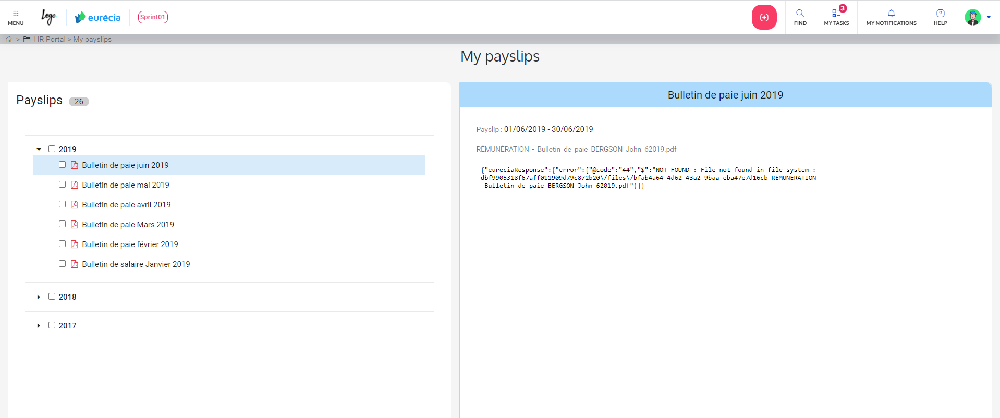 MENU
Logo
eurécia
Sprint01
FIND
3
MY TASKS
MY NOTIFICATIONS
HELP
> HR Portal > My payslips
My payslips
Payslips 26
2019
Bulletin de paie juin 2019
Bulletin de paie mai 2019
Bulletin de paie avril 2019
Bulletin de paie Mars 2019
Bulletin de paie février 2019
Bulletin de salaire Janvier 2019
2018
2017
Bulletin de paie juin 2019
Payslip : 01/06/2019 - 30/06/2019
RÉMUNÉRATION_-_Bulletin_de_paie_BERGSON_John_62019.pdf
{"eureciaResponse":{"error":{"@code":"44","$":"NOT FOUND : File not found in file system :
dbf9905318f67aff011909d79c872b20\/files\/bfab4a64-4d62-43a2-9baa-eba47e7d16cb_REMUNERATION_-
_Bulletin_de_paie_BERGSON_John_62019.pdf"}}}